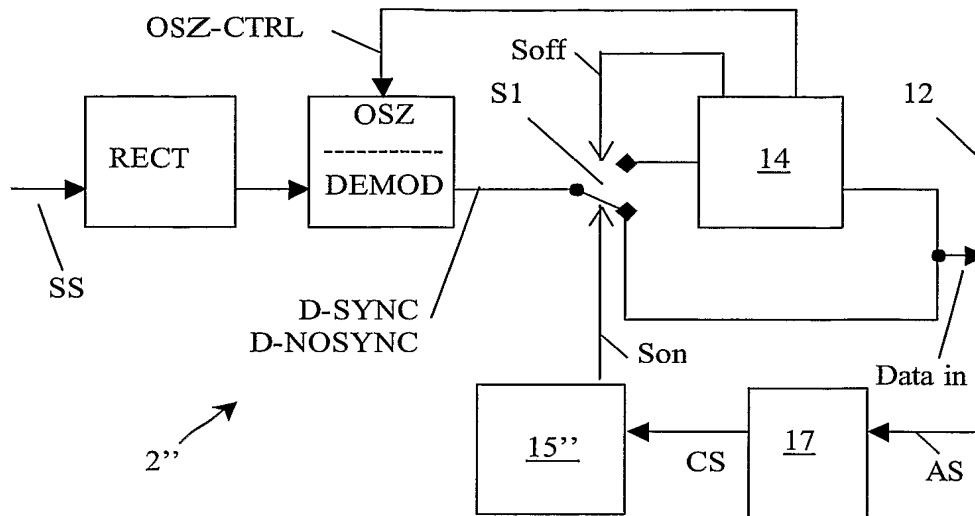 OSZ-CTRL
Soff
S1
12
OSZ
RECT
14
DEMOD
SS
D-SYNC
D-NOSYNC
Son
Data in
2’’
15’’
CS
17
AS